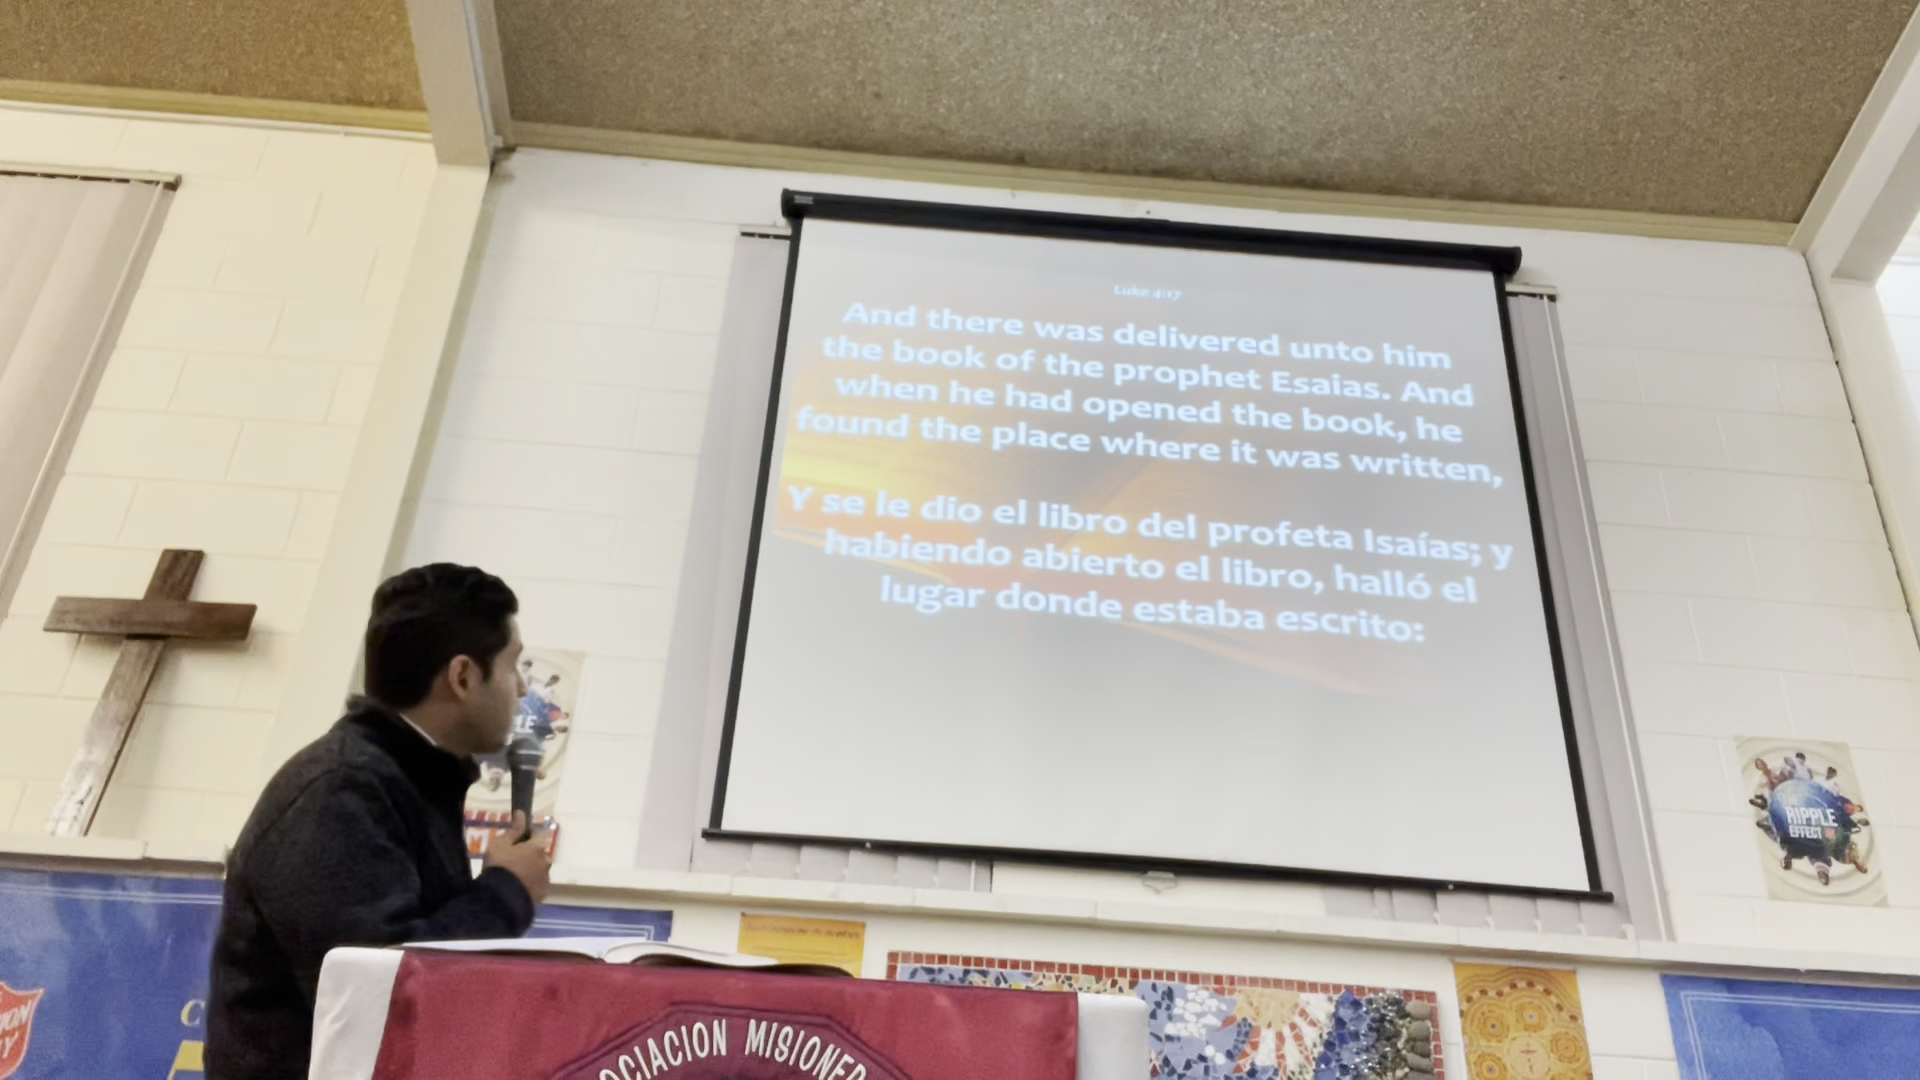 Luke 4:17
And there was delivered unto him
the book of the prophet Esaias. And
when he had opened the book, he
found the place where it was written,
Y se le dio el libro del profeta Isaías; y
habiendo abierto el libro, halló el
lugar donde estaba escrito:
RIPPLE
EFFECT
OCIACION MISIONER